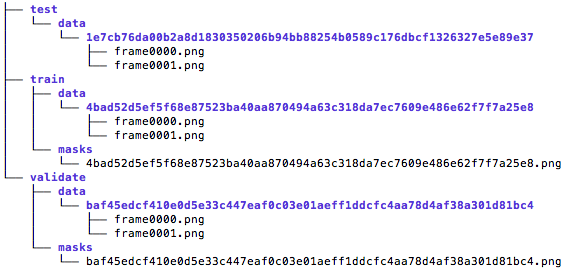 ├── test
│   └── data
│       └── 1e7cb76da00b2a8d1830350206b94bb88254b0589c176dbcf1326327e5e89e37
│           ├── frame0000.png
│           └── frame0001.png
├── train
│   ├── data
│   │   └── 4bad52d5ef5f68e87523ba40aa870494a63c318da7ec7609e486e62f7f7a25e8
│   │       ├── frame0000.png
│   │       └── frame0001.png
│   └── masks
│       └── 4bad52d5ef5f68e87523ba40aa870494a63c318da7ec7609e486e62f7f7a25e8.png
└── validate
    ├── data
    │   └── baf45edcf410e0d5e33c447eaf0c03e01aeff1ddcfc4aa78d4af38a301d81bc4
    │       ├── frame0000.png
    │       └── frame0001.png
    └── masks
        └── baf45edcf410e0d5e33c447eaf0c03e01aeff1ddcfc4aa78d4af38a301d81bc4.png